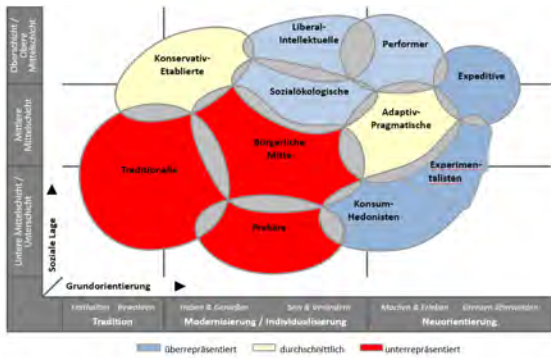 Oberschicht /
Obere
Mittelschicht
Mittlere
Mittelschicht
Untere Mittelschicht /
Unterschicht
Soziale Lage
Konservativ-
Etablierte
Liberal-
Intellektuelle
Performer
Expeditive
Sozialökologische
Adaptiv-
Pragmatische
Bürgerliche
Mitte
Traditionelle
Experimen-
talisten
Konsum-
Hedonisten
Prekäre
Grundorientierung
Festhalten Bewahren
Haben & Genießen
Sein & Verändern
Machen & Erleben
Grenzen überwinden
Tradition
Modernisierung / Individualisierung
Neuorientierung
überrepräsentiert
durchschnittlich
unterrepräsentiert